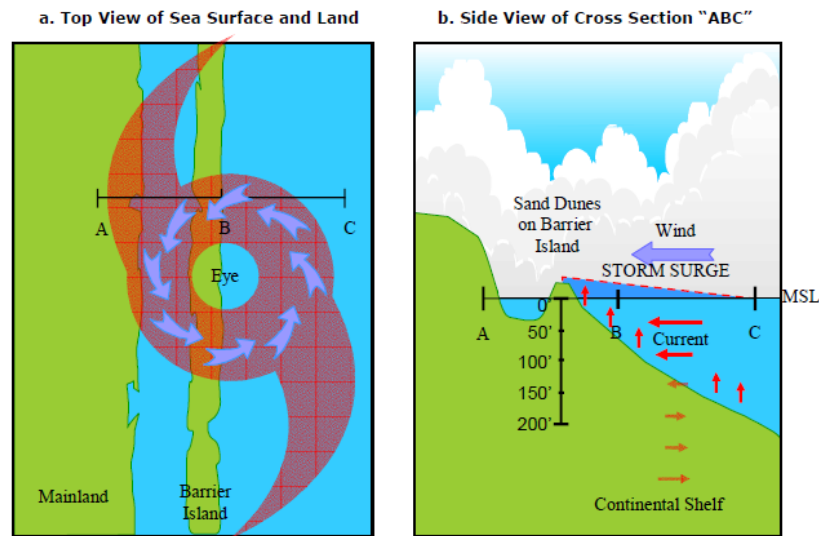 a. Top View of Sea Surface and Land
A
B
C
Eye
Mainland
Barrier
Island
b. Side View of Cross Section “ABC”
Sand Dunes
on Barrier
Island
Wind
STORM SURGE
MSL
0'
A
B
C
50'
Current
100'
150'
200'
Continental Shelf